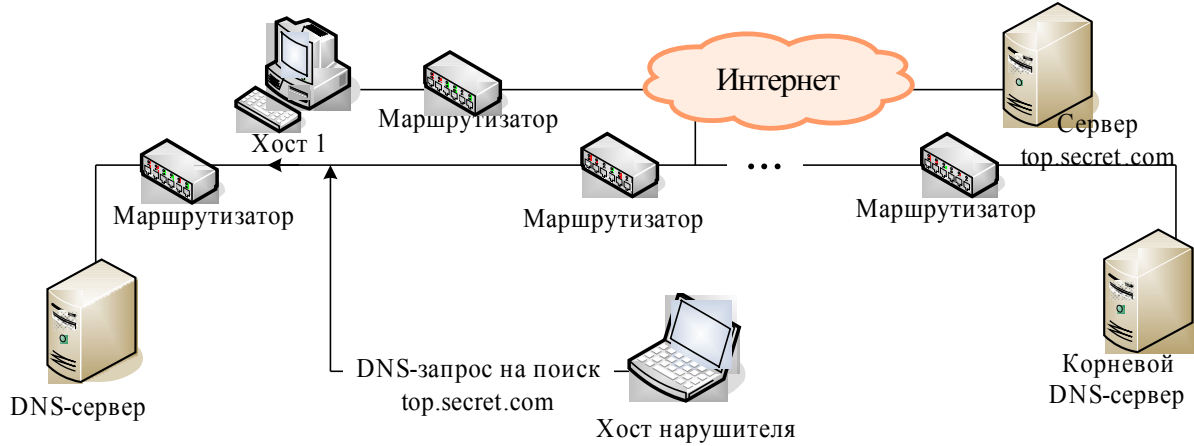 Интернет
Маршрутизатор
Хост 1
Сервер
top.secret.com
Маршрутизатор
...
Маршрутизатор
Маршрутизатор
DNS-запрос на поиск
top.secret.com
Корневой
DNS-сервер
DNS-сервер
Хост нарушителя